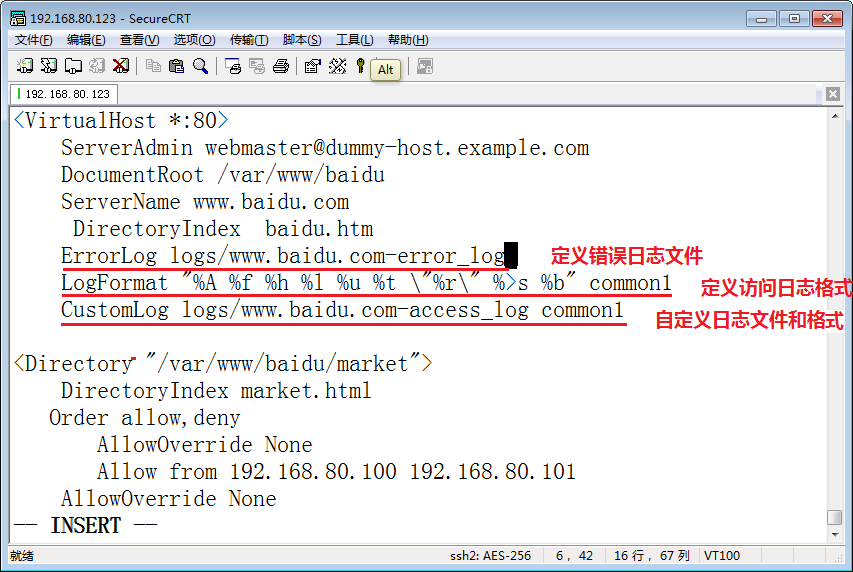 192.168.80.123 - SecureCRT
文件(F) 编辑(E) 查看(V) 选项(O) 传输(T) 脚本(S) 工具(L) 帮助(H)
Alt
192.168.80.123
<VirtualHost *:80>
ServerAdmin webmaster@dummy-host.example.com
DocumentRoot /var/www/baidu
ServerName www.baidu.com
DirectoryIndex  baidu.htm
ErrorLog logs/www.baidu.com-error_log 定义错误日志文件
LogFormat "%A %f %h %l %u %t \"%r\" %>s %b" common1 定义访问日志格式
CustomLog logs/www.baidu.com-access_log common1 自定义日志文件和格式
<Directory "/var/www/baidu/market">
DirectoryIndex market.html
Order allow,deny
AllowOverride None
Allow from 192.168.80.100 192.168.80.101
AllowOverride None
-- INSERT --
就绪 ssh2: AES-256 6, 42 16 行, 67 列 VT100